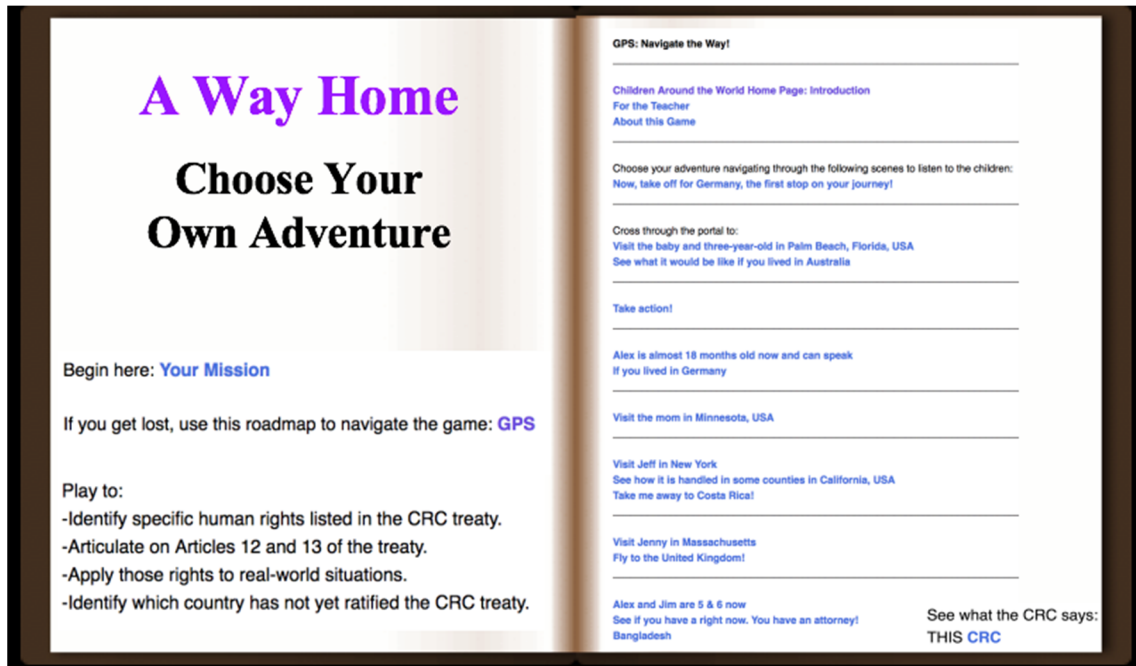 A Way Home
Choose Your
Own Adventure
Begin here: Your Mission
If you get lost, use this roadmap to navigate the game: GPS
Play to:
-Identify specific human rights listed in the CRC treaty.
-Articulate on Articles 12 and 13 of the treaty.
-Apply those rights to real-world situations.
-Identify which country has not yet ratified the CRC treaty.
GPS: Navigate the Way!
Children Around the World Home Page: Introduction
For the Teacher
About this Game
Choose your adventure navigating through the following scenes to listen to the children:
Now, take off for Germany, the first stop on your journey!
Cross through the portal to:
Visit the baby and three-year-old in Palm Beach, Florida, USA
See what it would be like if you lived in Australia
Take action!
Alex is almost 18 months old now and can speak
If you lived in Germany
Visit the mom in Minnesota, USA
Visit Jeff in New York
See how it is handled in some counties in California, USA
Take me away to Costa Rica!
Visit Jenny in Massachusetts
Fly to the United Kingdom!
Alex and Jim are 5 & 6 now
See if you have a right now. You have an attorney!
Bangladesh
See what the CRC says:
THIS CRC